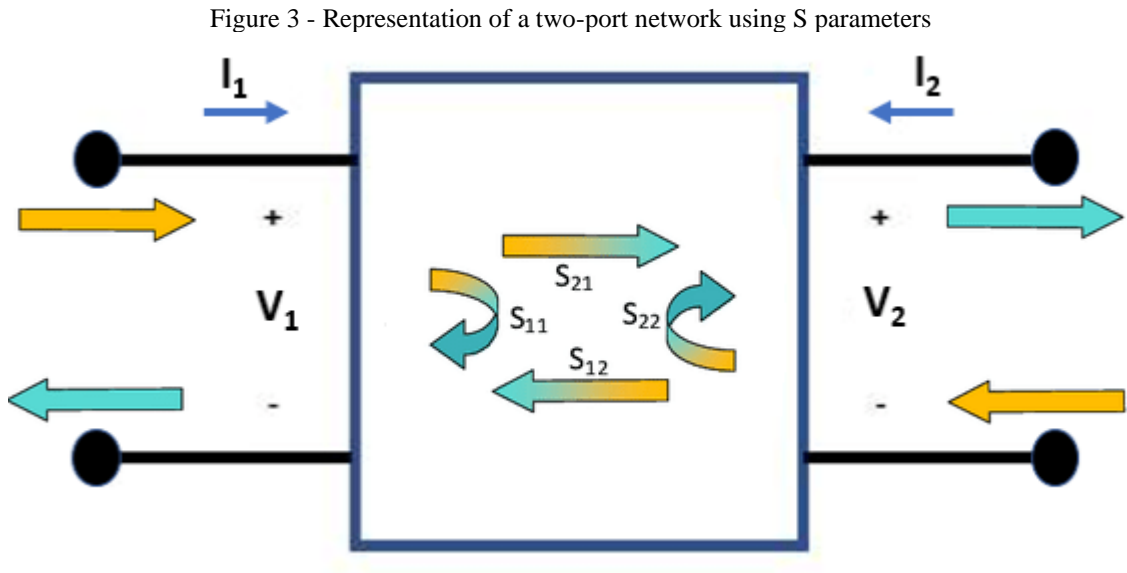 Figure 3 - Representation of a two-port network using S parameters
I₁
I₂
+
+
S₂₁
V₁
S₁₁
S₂₂
V₂
S₁₂
-
-